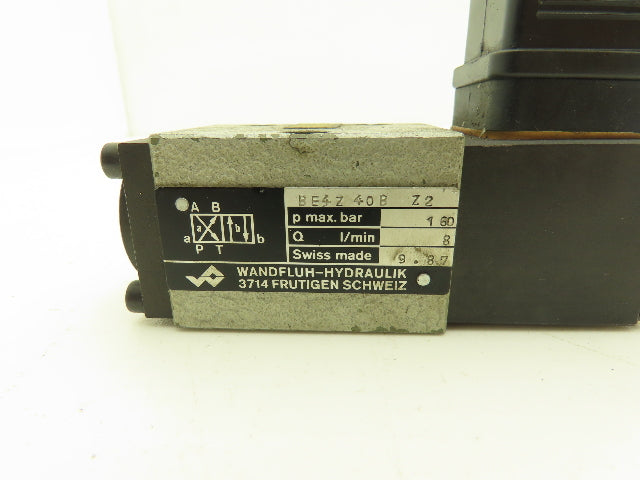 BE4Z 40B Z2
A B
p max. bar 160
a a b b
Q l/min 8
P T
Swiss made 9.87
WANDFLUH-HYDRAULIK
3714 FRUTIGEN SCHWEIZ